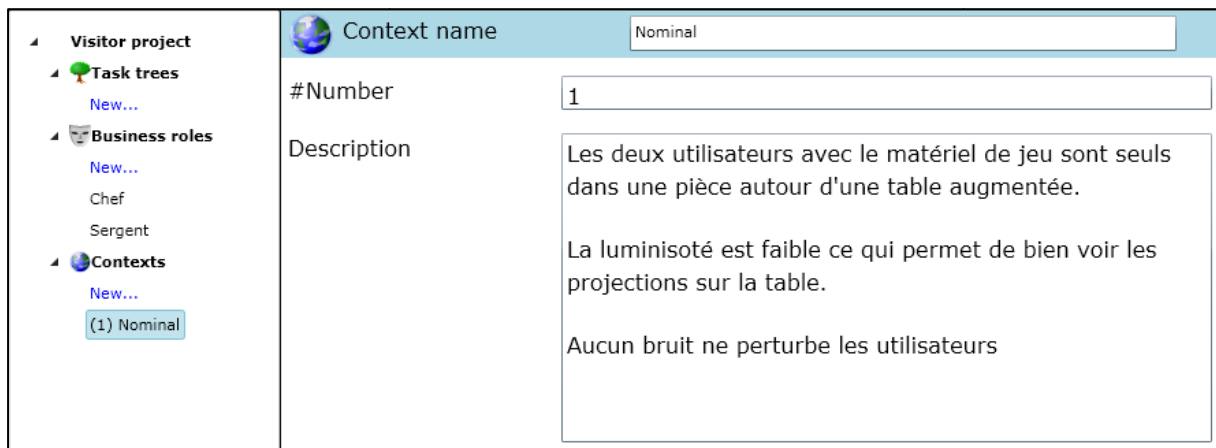 Visitor project
Task trees
New...
Business roles
New...
Chef
Sergent
Contexts
New...
(1) Nominal
Context name
Nominal
#Number
1
Description
Les deux utilisateurs avec le matériel de jeu sont seuls
dans une pièce autour d'une table augmentée.
La luminisoté est faible ce qui permet de bien voir les
projections sur la table.
Aucun bruit ne perturbe les utilisateurs